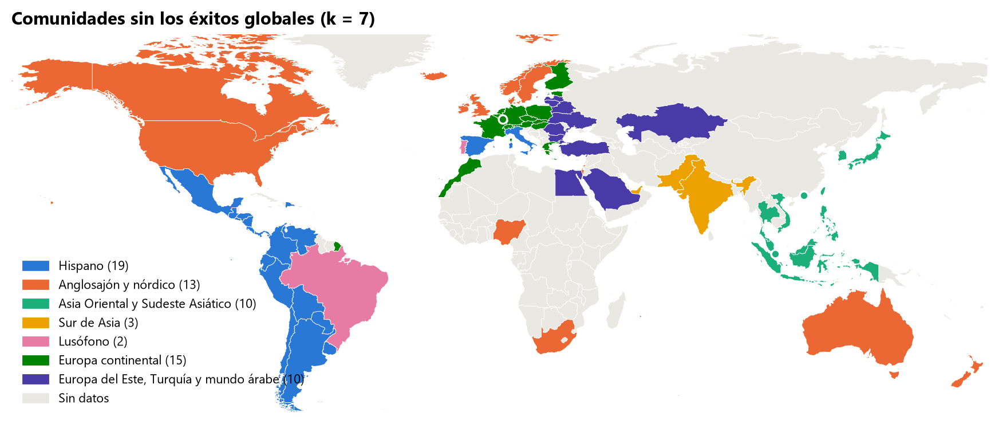 Comunidades sin los éxitos globales (k = 7)
Hispano (19)
Anglosajón y nórdico (13)
Asia Oriental y Sudeste Asiático (10)
Sur de Asia (3)
Lusófono (2)
Europa continental (15)
Europa del Este, Turquía y mundo árabe (10)
Sin datos